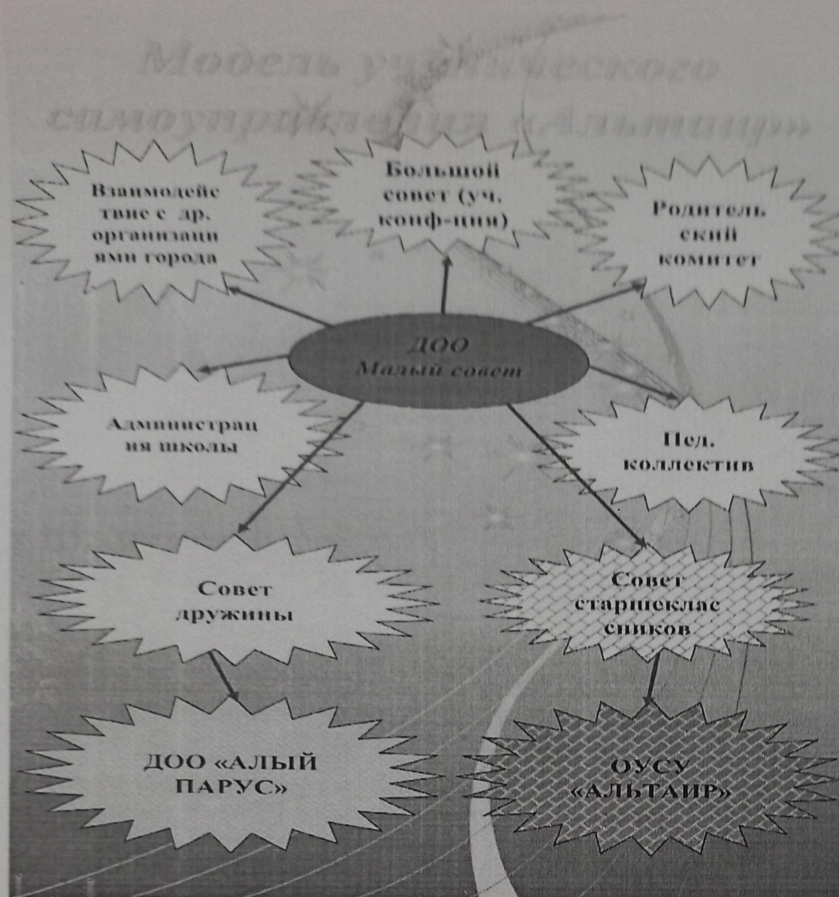 Модель ученического
самоуправления «Альтаир»
Взаимодейс
твие с др.
организаци
ями города
Большой
совет (уч.
конф-ция)
Родитель
ский
комитет
ДОО
Малый совет
Администрац
ия школы
Пед.
коллектив
Совет
дружины
Совет
старшеклас
сников
ДОО «АЛЫЙ
ПАРУС»
ОУСУ
«АЛЬТАИР»